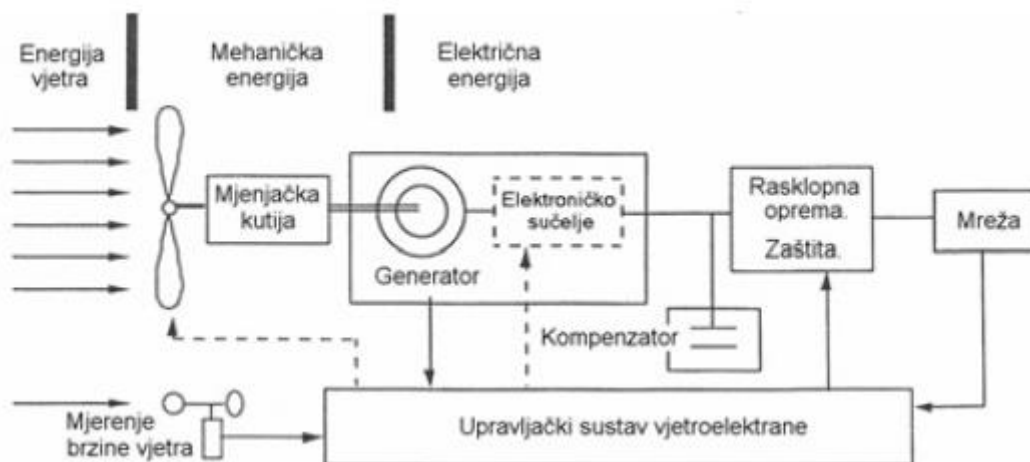 Energija
vjetra
Mehanička
energija
Električna
energija
Mjenjačka
kutija
Generator
Elektroničko
sučelje
Rasklopna
oprema.
Zaštita.
Mreža
Kompenzator
Mjerenje
brzine vjetra
Upravljački sustav vjetroelektrane